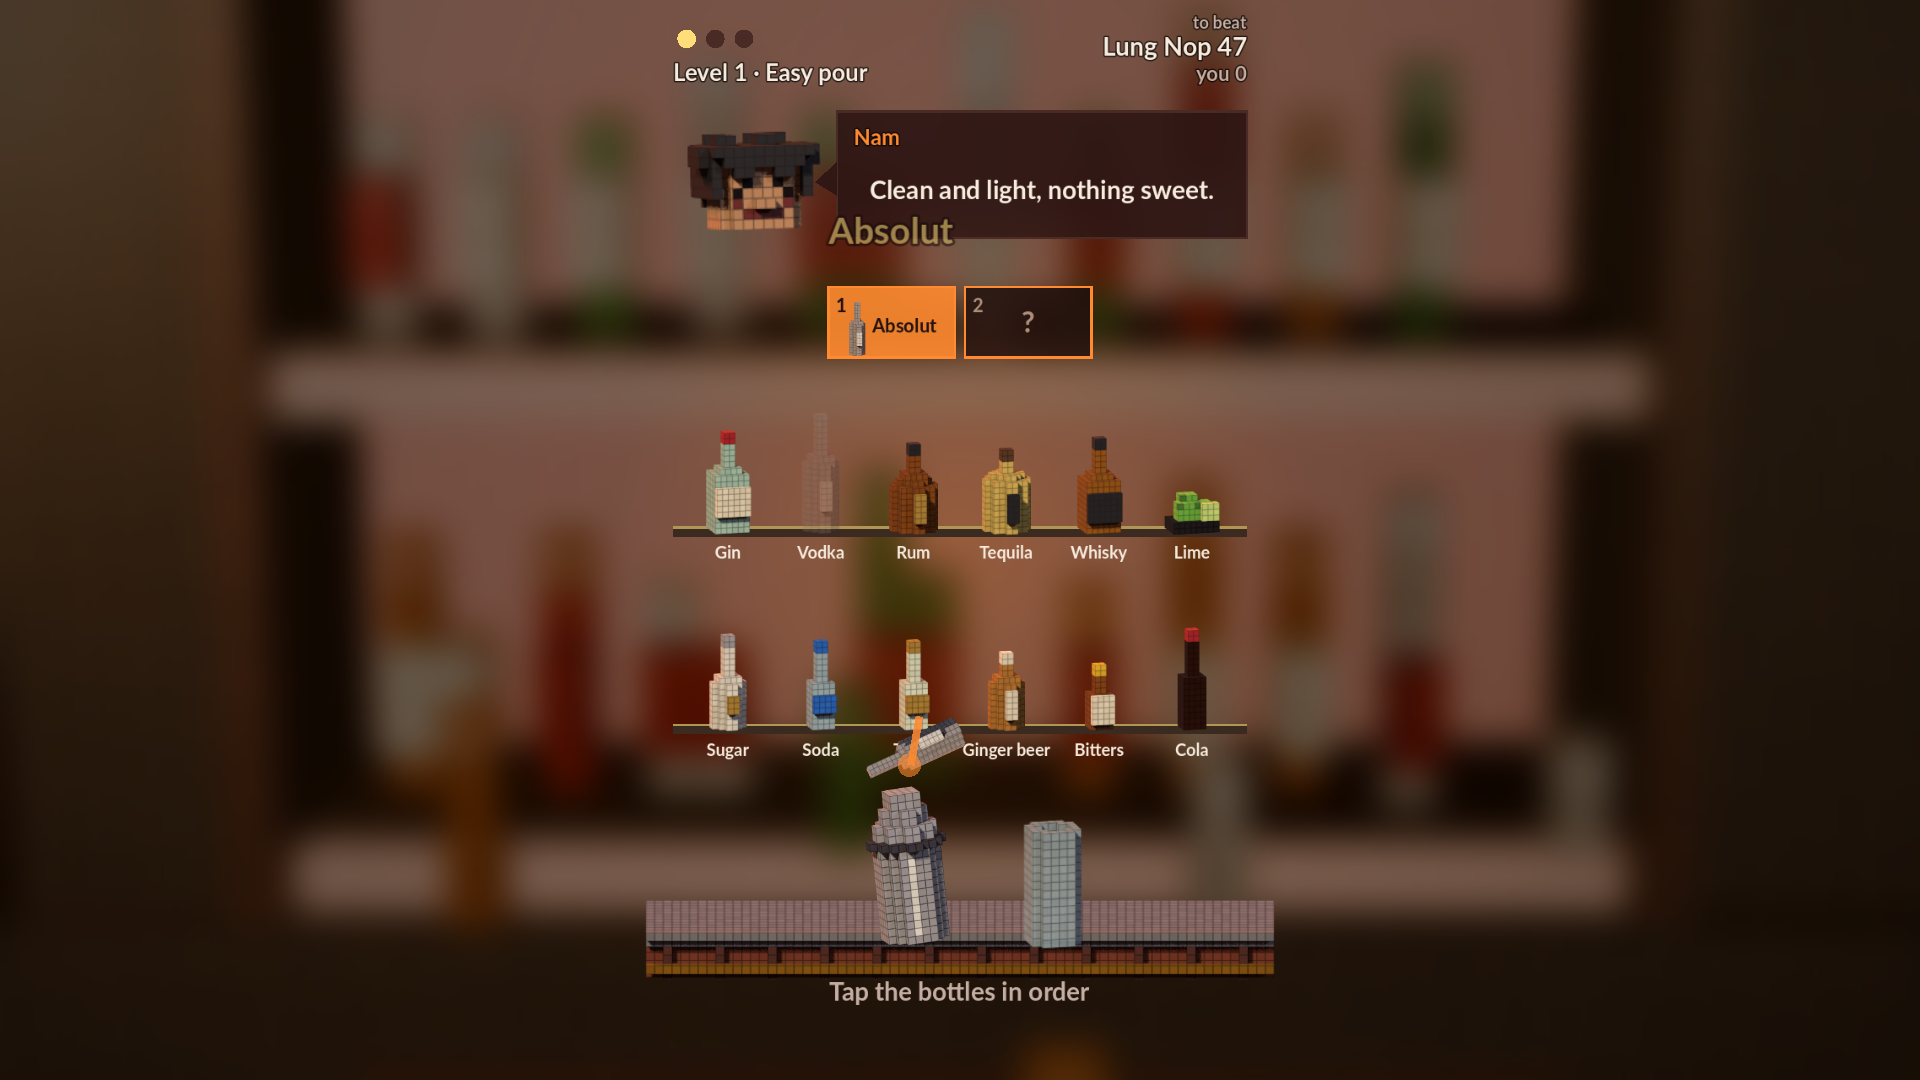 to beat
Lung Nop 47
you 0
Level 1 · Easy pour
Nam
Clean and light, nothing sweet.
Absolut
1 Absolut
2 ?
Gin Vodka Rum Tequila Whisky Lime
Sugar Soda Ginger beer Bitters Cola
Tap the bottles in order